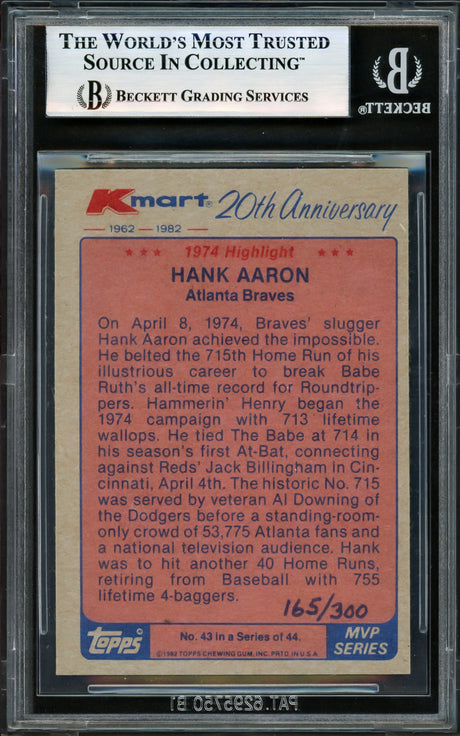 THE WORLD'S MOST TRUSTED
SOURCE IN COLLECTING™
B BECKETT GRADING SERVICES
B
BECKETT®
Kmart® 20th Anniversary
1962 — 1982
★ ★ ★ 1974 Highlight ★ ★ ★
HANK AARON
Atlanta Braves
On April 8, 1974, Braves' slugger
Hank Aaron achieved the impossible.
He belted the 715th Home Run of his
illustrious career to break Babe
Ruth's all-time record for Roundtrip-
pers. Hammerin' Henry began the
1974 campaign with 713 lifetime
wallops. He tied The Babe at 714 in
his season's first At-Bat, connecting
against Reds' Jack Billingham in Cin-
cinnati, April 4th. The historic No. 715
was served by veteran Al Downing of
the Dodgers before a standing-room-
only crowd of 53,775 Atlanta fans and
a national television audience. Hank
was to hit another 40 Home Runs,
retiring from Baseball with 755
lifetime 4-baggers.
165/300
topps®
No. 43 in a Series of 44.
©1982 TOPPS CHEWING GUM, INC. PRTD. IN U.S.A.
MVP
SERIES
PAT. 6295750 B1